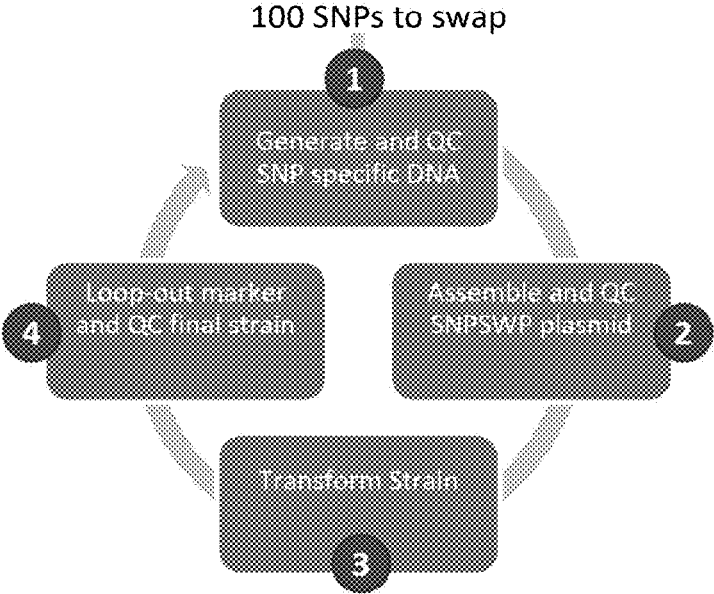 100 SNPs to swap
1
Generate and QC
SNP specific DNA
Assemble and QC
SNPSWP plasmid
2
Transform Strain
3
Loop-out marker
and QC final strain
4